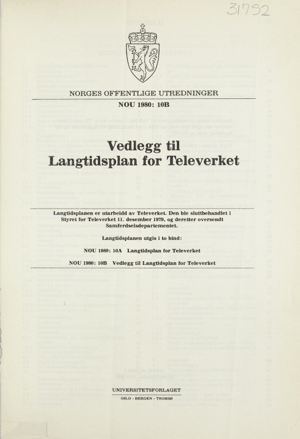 31792
NORGES OFFENTLIGE UTREDNINGER
NOU 1980: 10B
Vedlegg til
Langtidsplan for Televerket
Langtidsplanen er utarbeidd av Televerket. Den ble sluttbehandlet i
Styret for Televerket 11. desember 1979, og deretter oversendt
Samferdselsdepartementet.
Langtidsplanen utgis i to bind:
NOU 1980: 10A Langtidsplan for Televerket
NOU 1980: 10B Vedlegg til Langtidsplan for Televerket
UNIVERSITETSFORLAGET
OSLO - BERGEN - TROMSØ